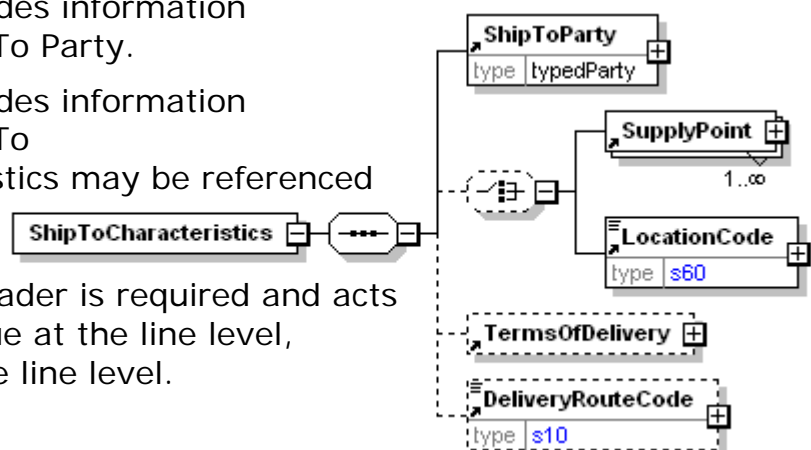 des information
To Party.
des information
To
stics may be referenced
ader is required and acts
e at the line level,
e line level.
ShipToCharacteristics
ShipToParty
type typedParty
SupplyPoint
1..∞
LocationCode
type s60
TermsOfDelivery
DeliveryRouteCode
type s10